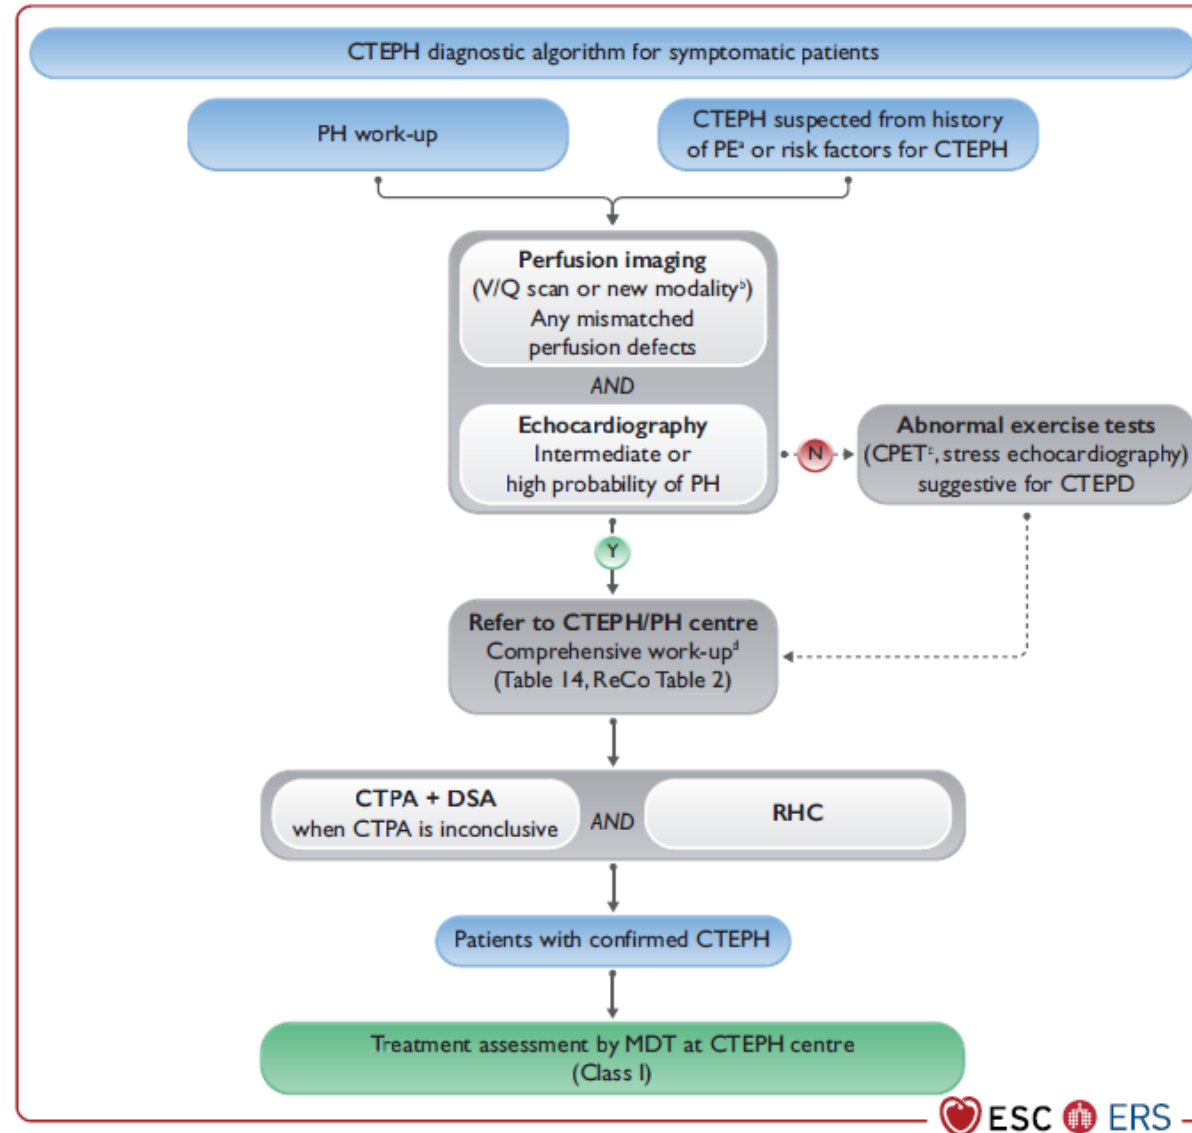 CTEPH diagnostic algorithm for symptomatic patients
PH work-up
CTEPH suspected from history
of PEᵃ or risk factors for CTEPH
Perfusion imaging
(V/Q scan or new modalityᵇ)
Any mismatched
perfusion defects
AND
Echocardiography
Intermediate or
high probability of PH
N
Abnormal exercise tests
(CPETᶜ, stress echocardiography)
suggestive for CTEPD
Y
Refer to CTEPH/PH centre
Comprehensive work-upᵈ
(Table 14, ReCo Table 2)
CTPA + DSA
when CTPA is inconclusive
AND
RHC
Patients with confirmed CTEPH
Treatment assessment by MDT at CTEPH centre
(Class I)
ESC ERS